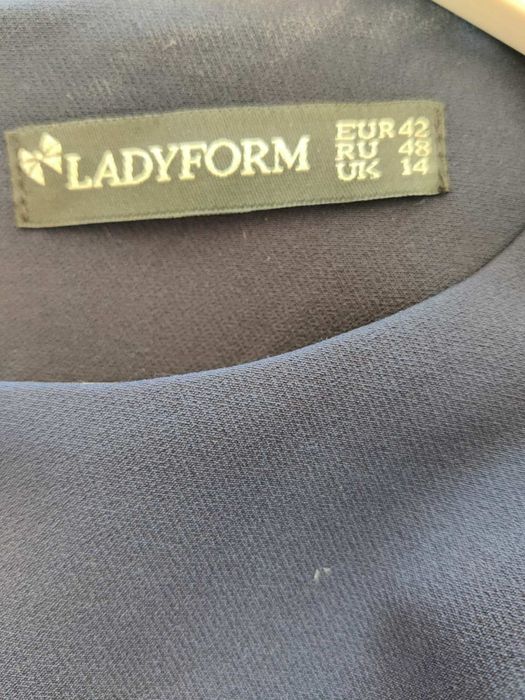 LADYFORM
EUR 42
RU 48
UK 14